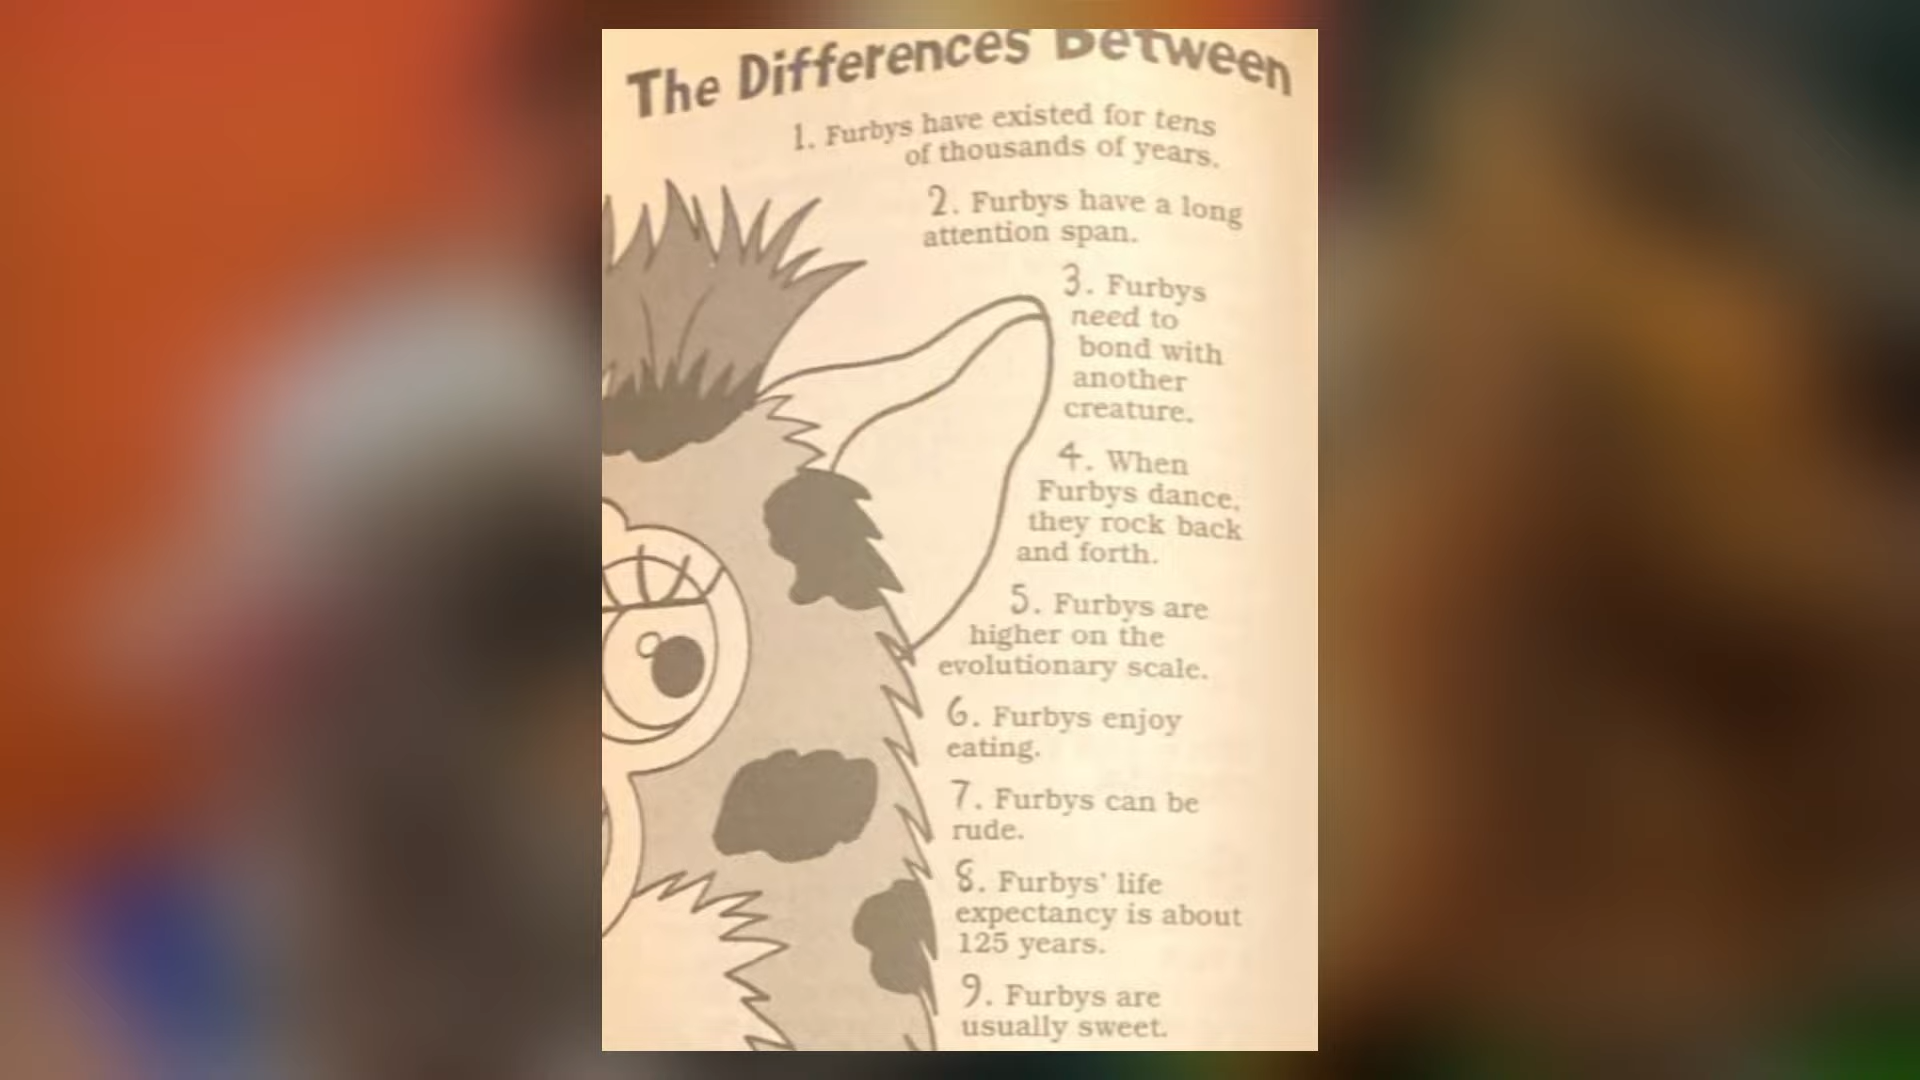 The Differences Between
1. Furbys have existed for tens
of thousands of years.
2. Furbys have a long
attention span.
3. Furbys
need to
bond with
another
creature.
4. When
Furbys dance,
they rock back
and forth.
5. Furbys are
higher on the
evolutionary scale.
6. Furbys enjoy
eating.
7. Furbys can be
rude.
8. Furbys' life
expectancy is about
125 years.
9. Furbys are
usually sweet.